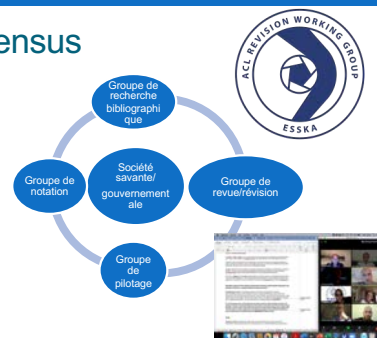 ensus
ACL REVISION WORKING GROUP
ESSKA
Groupe de
recherche
bibliographi
que
Groupe de
notation
Société
savante/
gouvernement
ale
Groupe de
revue/révision
Groupe
de
pilotage